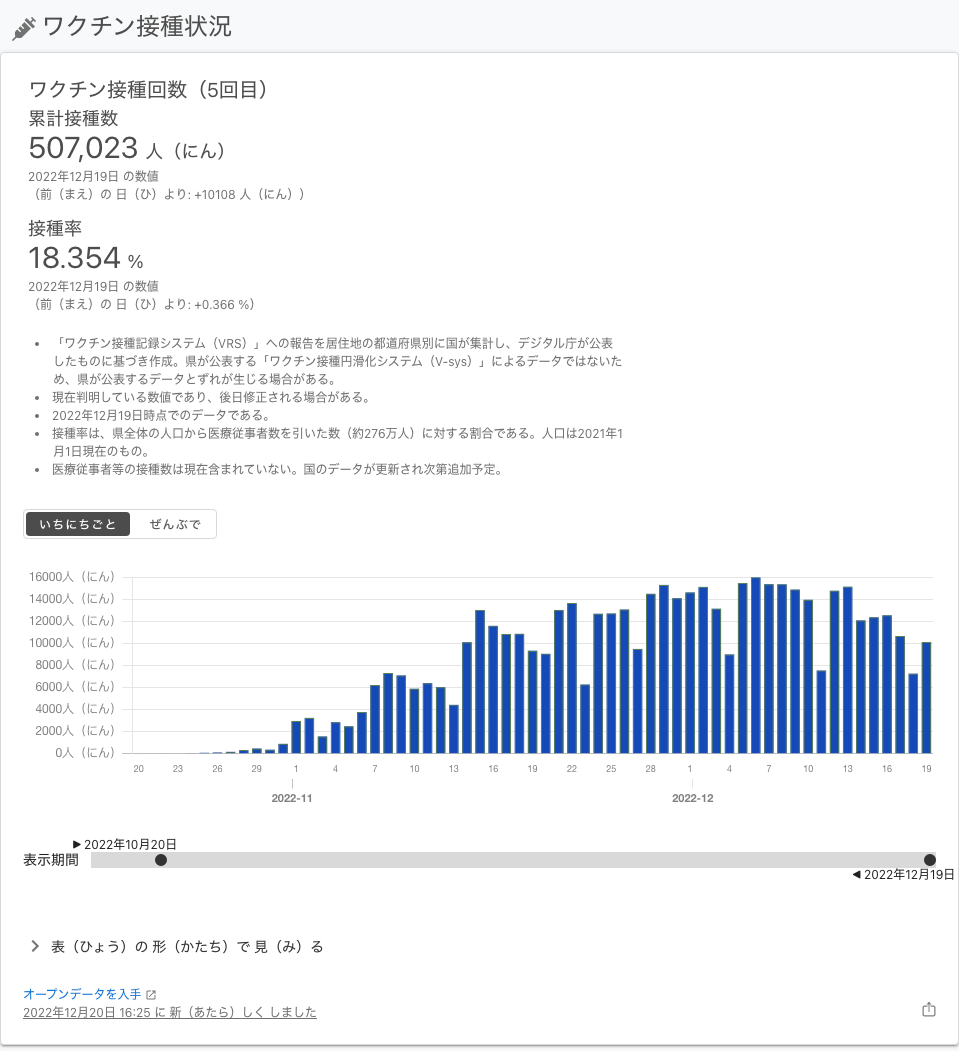 ワクチン接種状況
ワクチン接種回数（5回目）
累計接種数
507,023 人（にん）
2022年12月19日 の数値
（前（まえ）の 日（ひ）より: +10108 人（にん））
接種率
18.354 %
2022年12月19日 の数値
（前（まえ）の 日（ひ）より: +0.366 %）
• 「ワクチン接種記録システム（VRS）」への報告を居住地の都道府県別に国が集計し、デジタル庁が公表
したものに基づき作成。県が公表する「ワクチン接種円滑化システム（V-sys）」によるデータではないた
め、県が公表するデータとずれが生じる場合がある。
• 現在判明している数値であり、後日修正される場合がある。
• 2022年12月19日時点でのデータである。
• 接種率は、県全体の人口から医療従事者数を引いた数（約276万人）に対する割合である。人口は2021年1
月1日現在のもの。
• 医療従事者等の接種数は現在含まれていない。国のデータが更新され次第追加予定。
いちにちごと ぜんぶで
16000人（にん）
14000人（にん）
12000人（にん）
10000人（にん）
8000人（にん）
6000人（にん）
4000人（にん）
2000人（にん）
0人（にん）
20 23 26 29 1 4 7 10 13 16 19 22 25 28 1 4 7 10 13 16 19
2022-11 2022-12
▶ 2022年10月20日
表示期間
◀ 2022年12月19日
表（ひょう）の 形（かたち）で 見（み）る
オープンデータを入手
2022年12月20日 16:25 に 新（あたら）しく しました